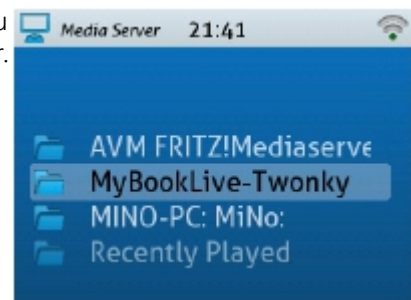 u
r.
Media Server 21:41
AVM FRITZ!Mediaserve
MyBookLive-Twonky
MINO-PC: MiNo:
Recently Played